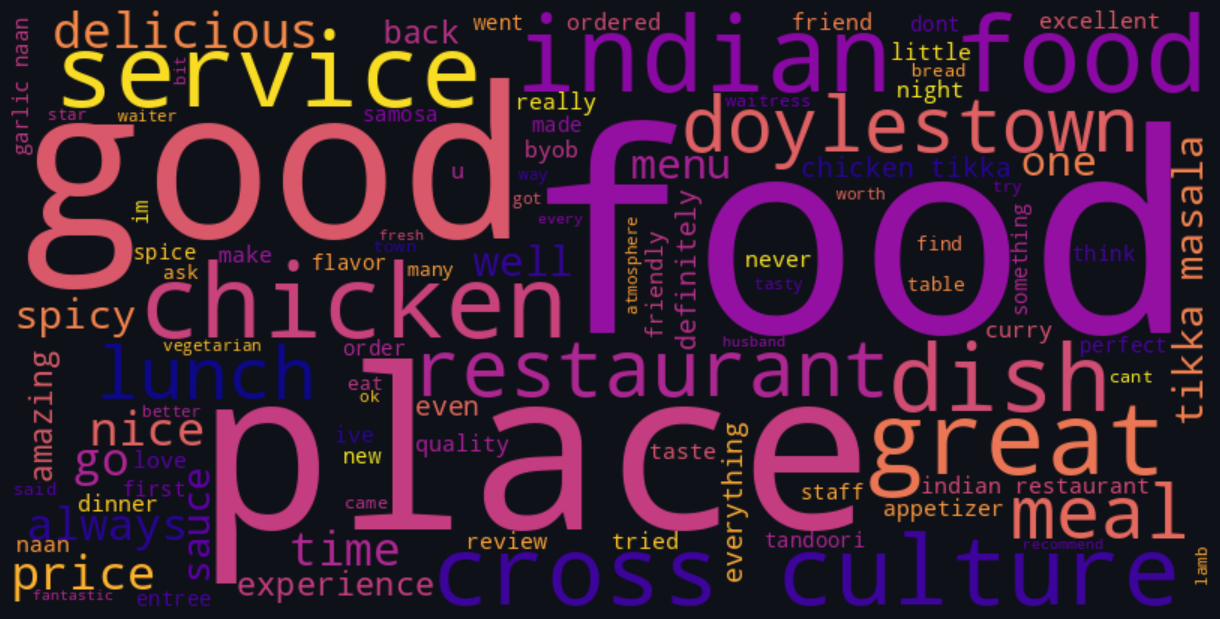 delicious
back
went
ordered
friend
dont
excellent
garlic naan
service
bit
indian food
little
bread
night
star
waiter
samosa
really
waitress
made
byob
doylestown
good
u
way
got
every
menu
chicken tikka
one
worth
try
food
im
fresh
town
spice
make
ask
flavor
many
well
atmosphere
friendly
definitely
never
tasty
find
table
something
think
tikka masala
spicy
chicken
curry
vegetarian
order
husband
perfect
amazing
lunch
eat
ok
restaurant
dish
cant
better
nice
even
place
go
love
ive
new
quality
taste
great
said
first
sauce
came
everything
staff
indian restaurant
dinner
appetizer
meal
always
naan
time
review
tried
tandoori
recommend
price
experience
cross culture
lamb
fantastic
entree